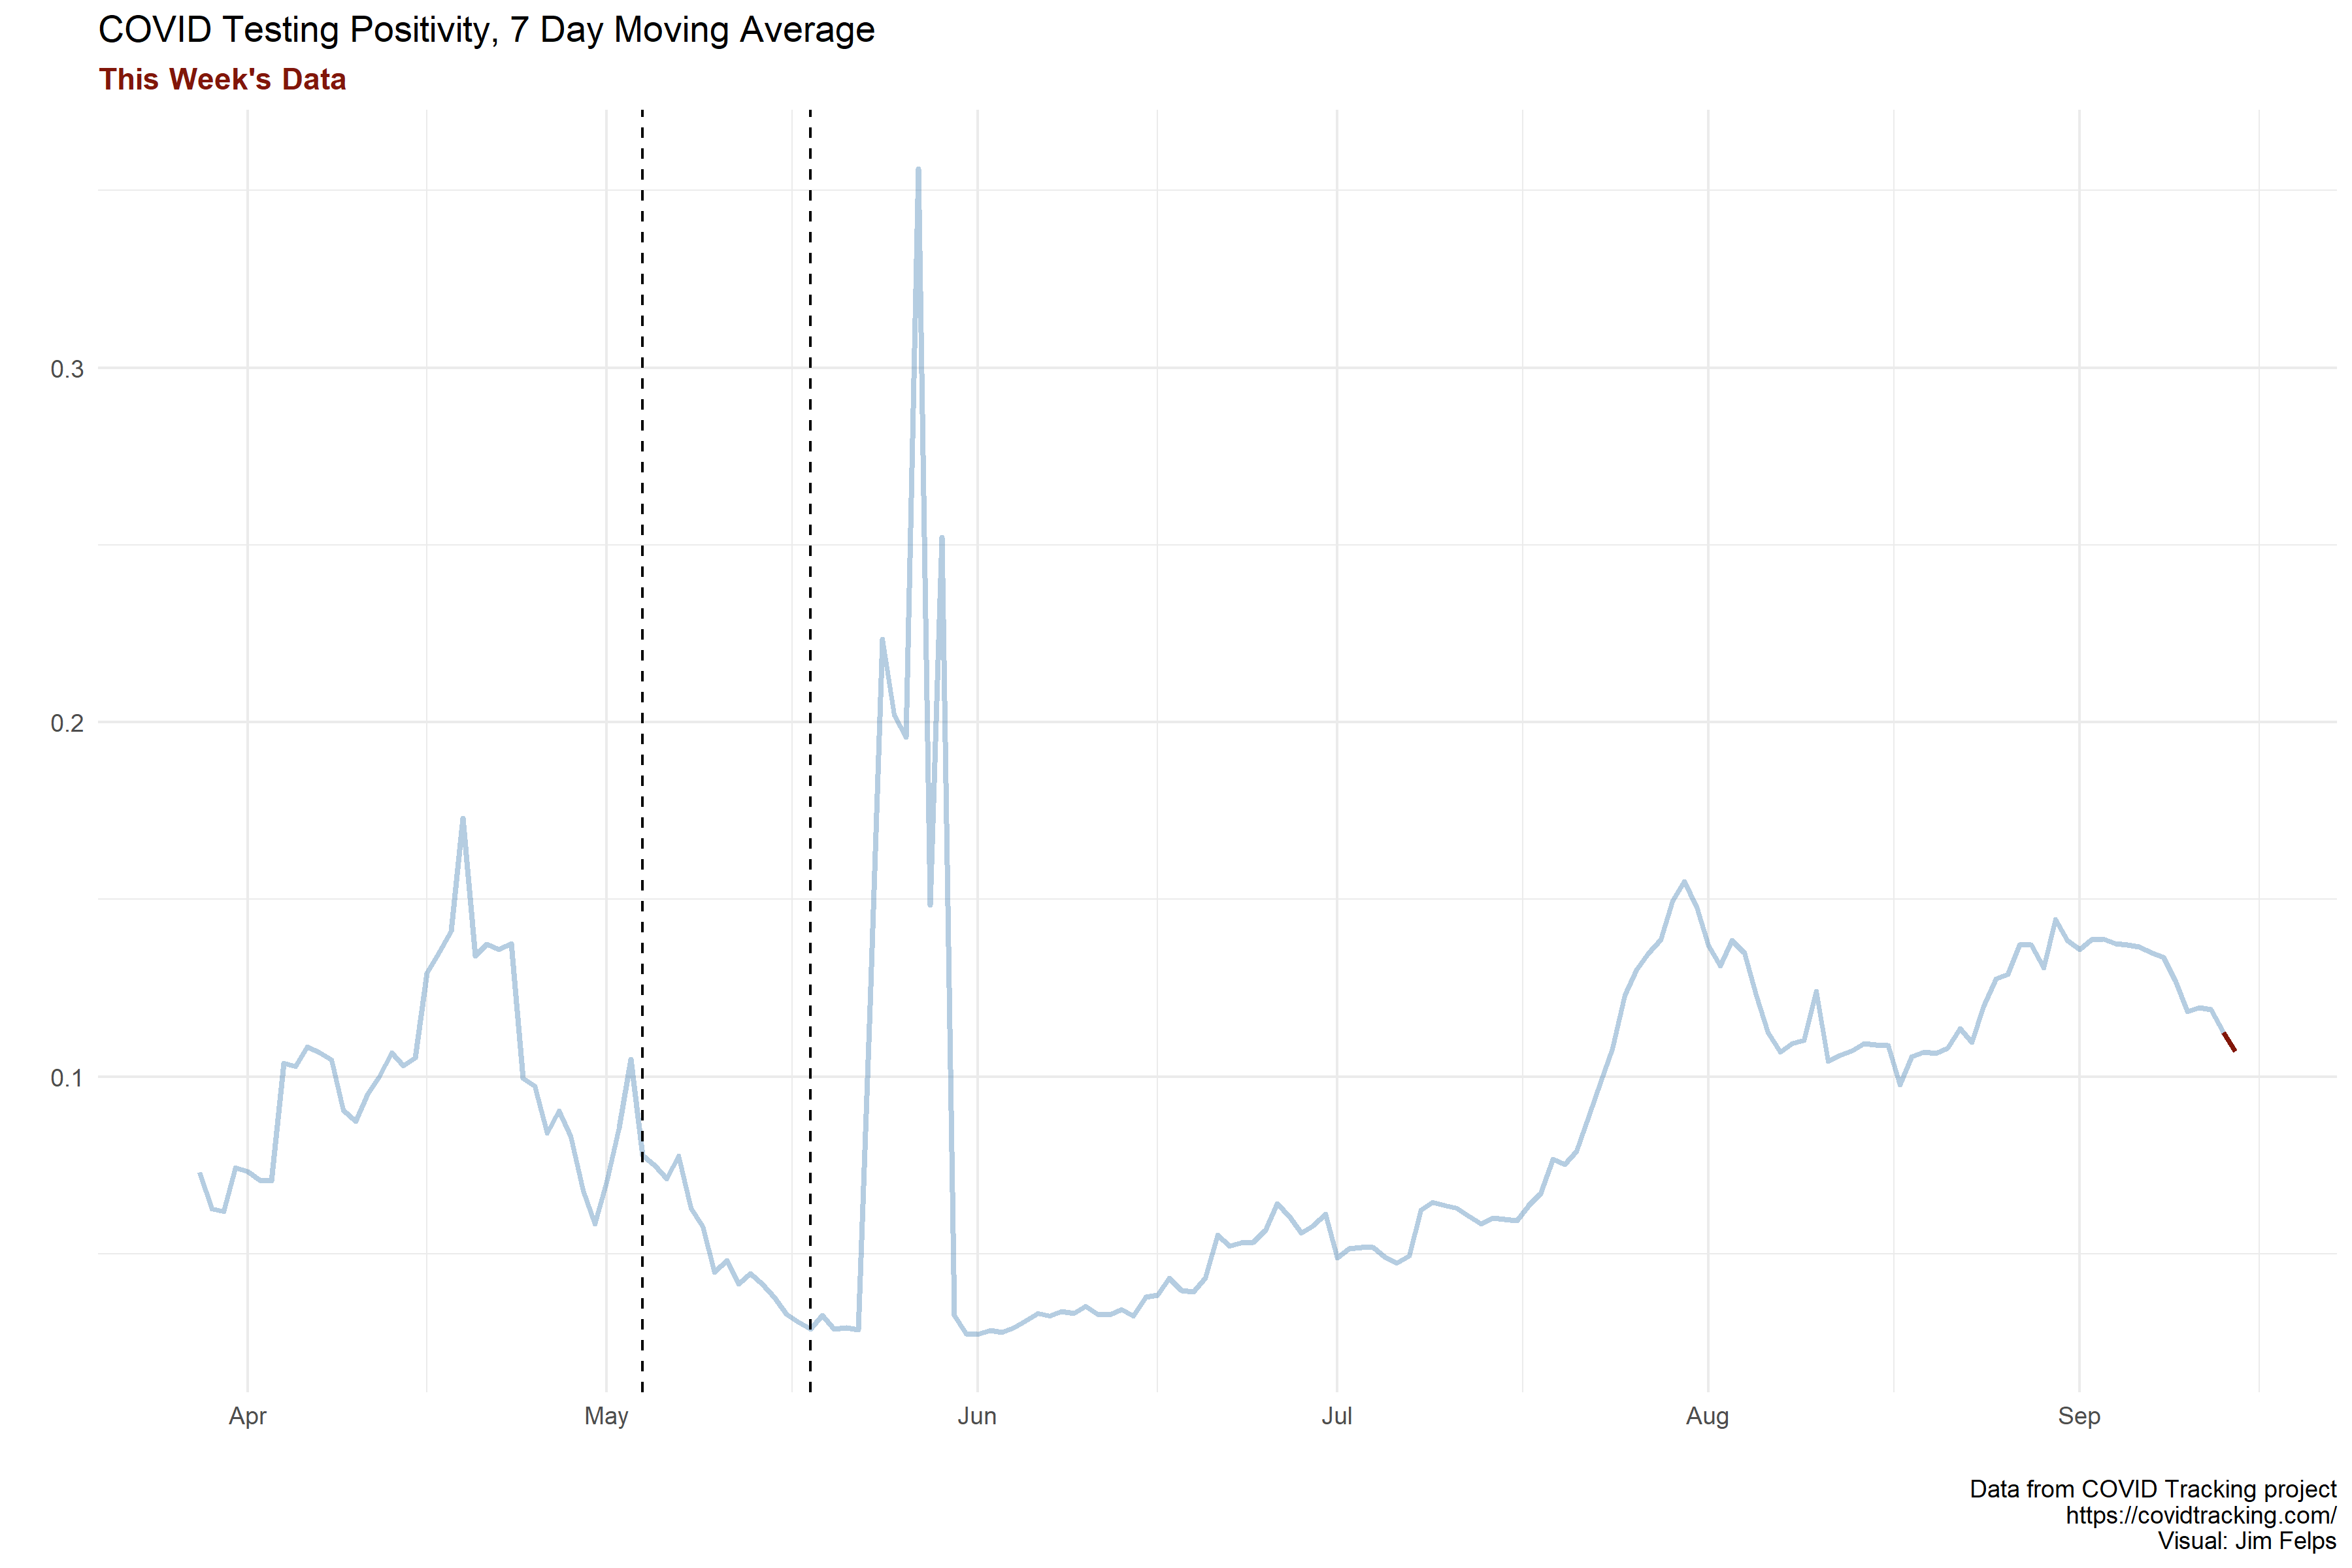 COVID Testing Positivity, 7 Day Moving Average
This Week's Data
0.3
0.2
0.1
Apr May Jun Jul Aug Sep
Data from COVID Tracking project
https://covidtracking.com/
Visual: Jim Felps